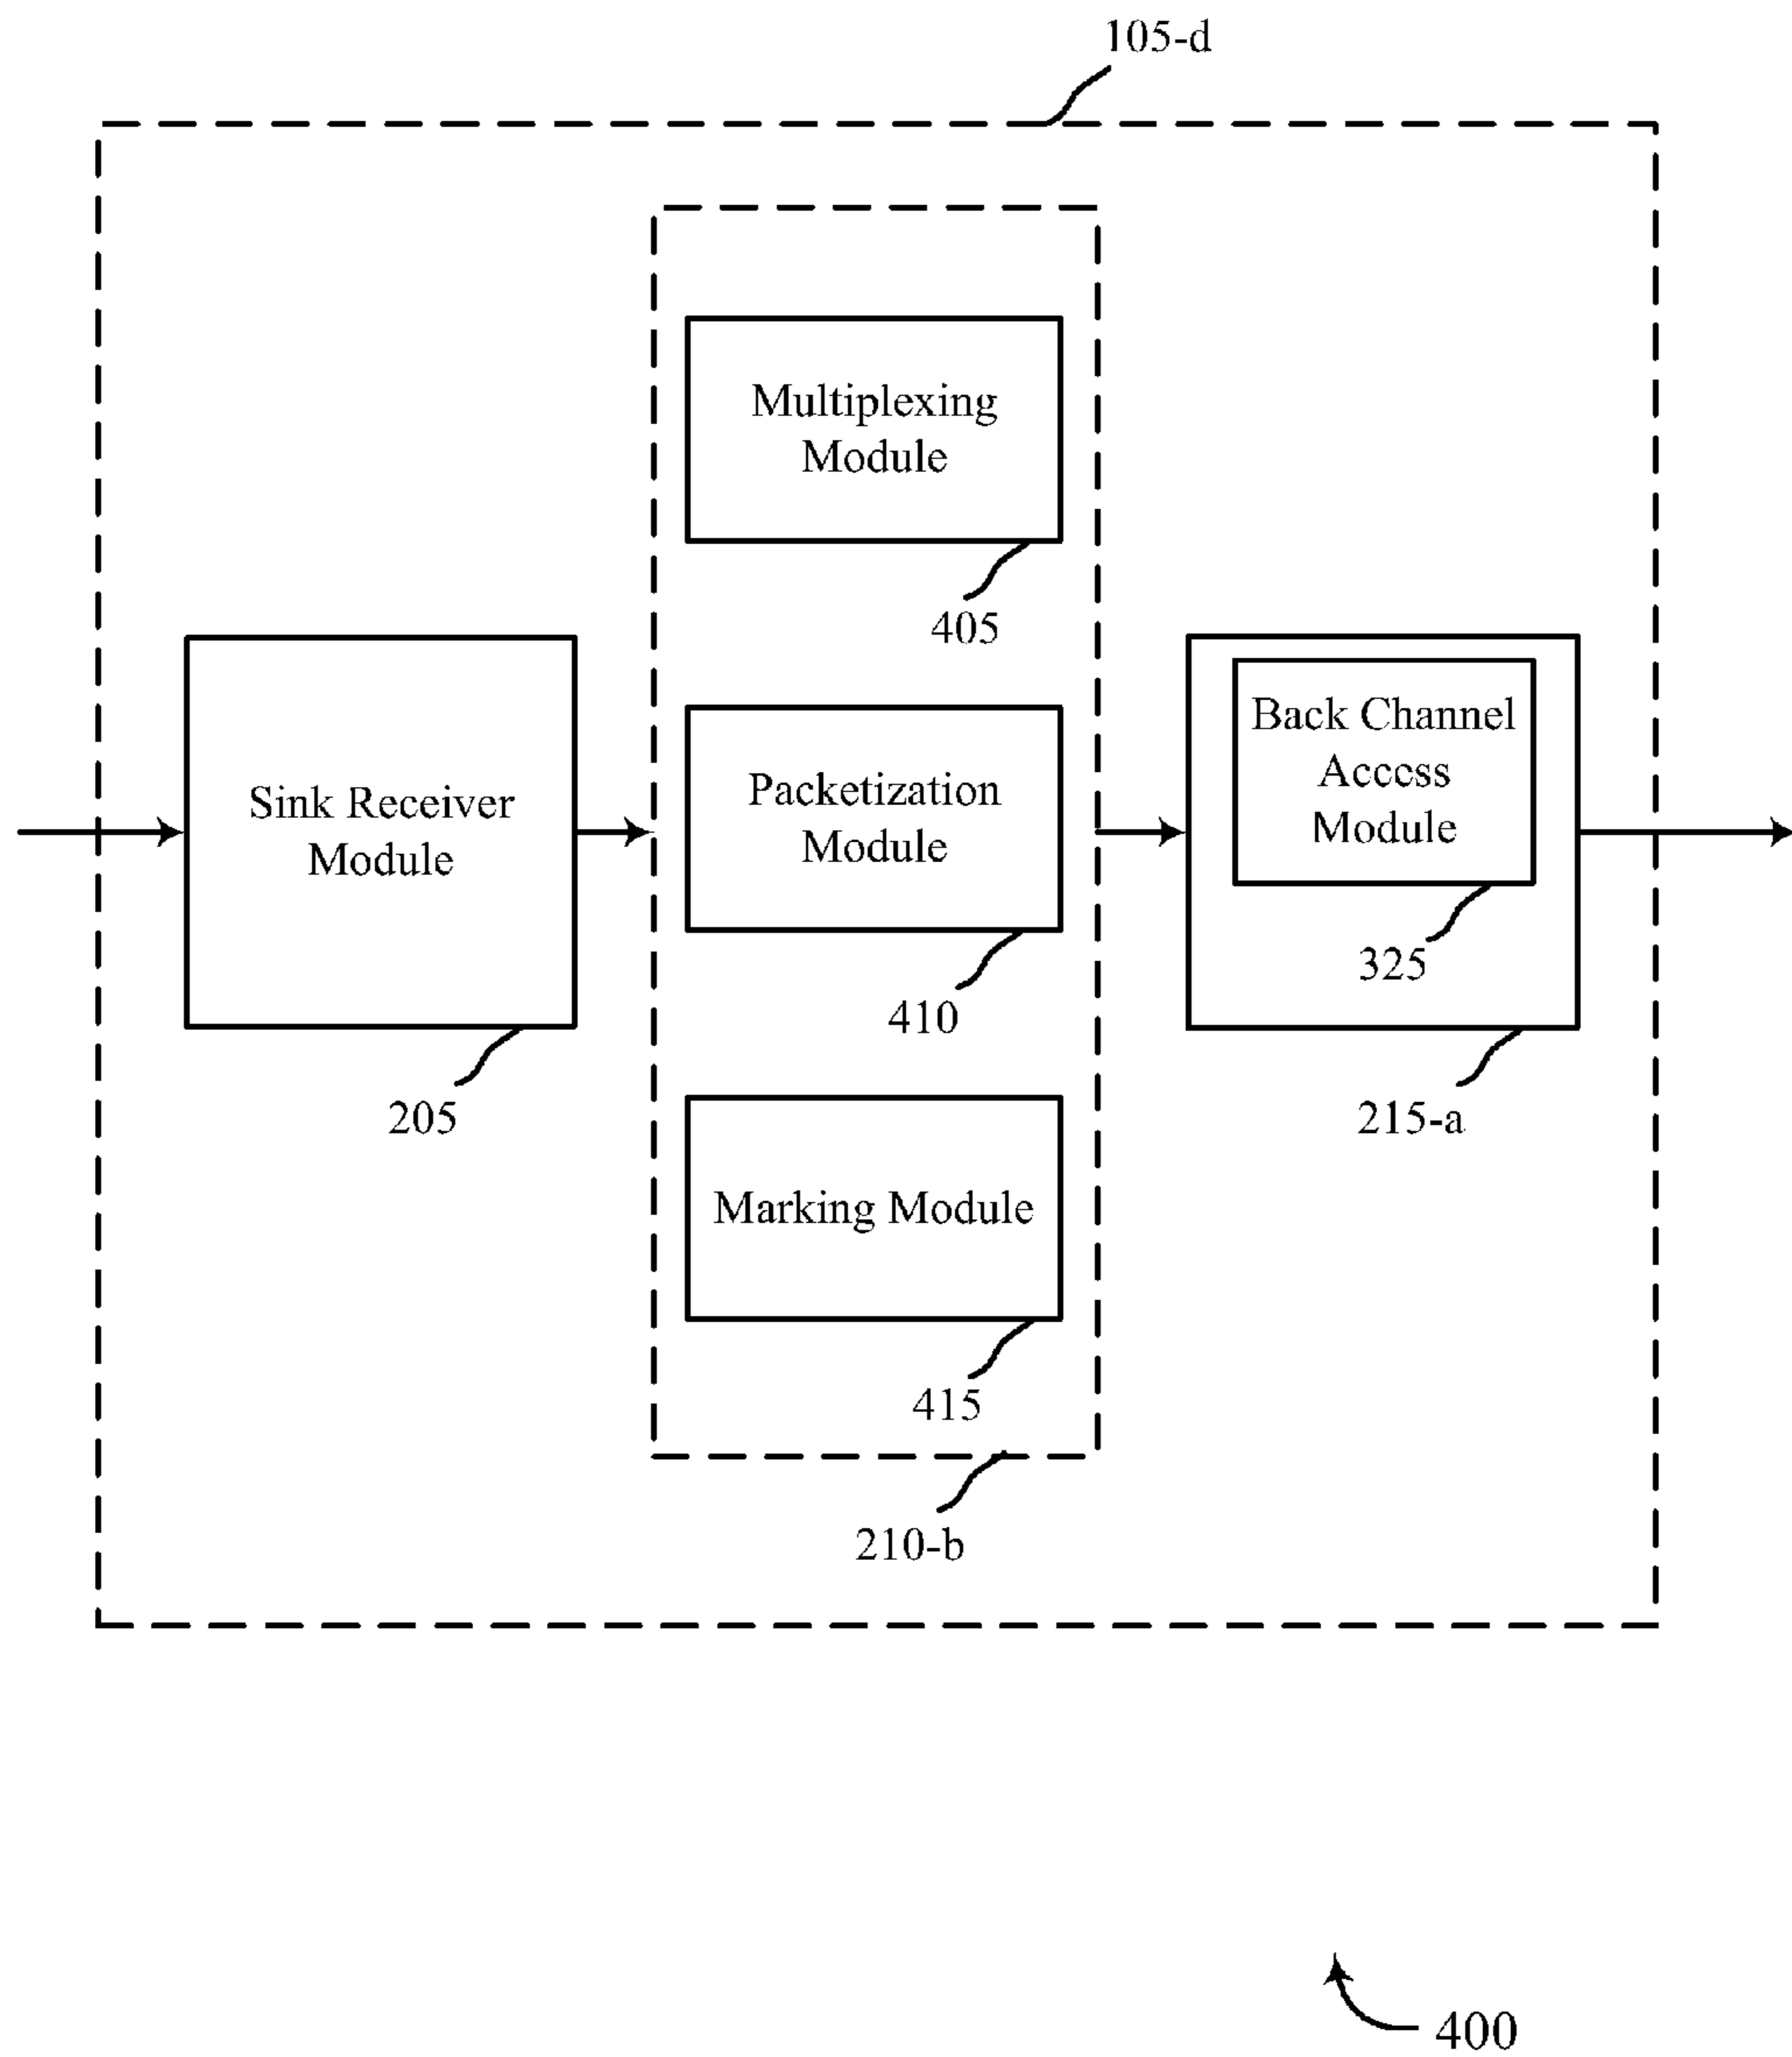 105-d
Multiplexing
Module
405
Sink Receiver
Module
205
Packetization
Module
410
Back Channel
Access
Module
325
215-a
Marking Module
415
210-b
400